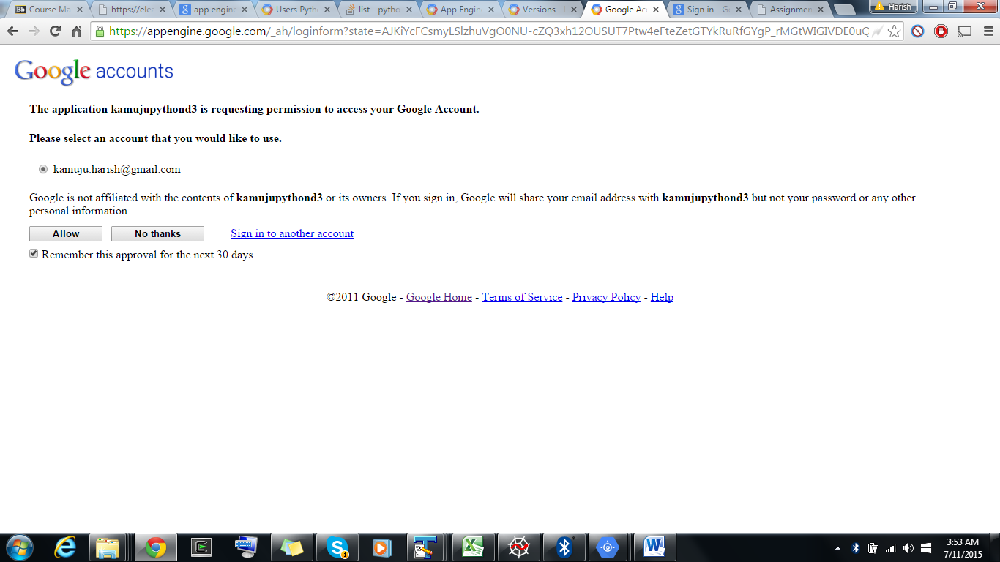 Course Ma
https://elea
app engine
Users Pyth
list - pytho
App Engin
Versions -
Google Acc
Sign in - Go
Assignmen
Harish
https://appengine.google.com/_ah/loginform?state=AJKiYcFCsmyLSlzhuVgO0NU-cZQ3xh12OUSUT7Ptw4eFteZetGTYkRuRfGYgP_rMGtWIGIVDE0uQ
Google accounts
The application kamujupythond3 is requesting permission to access your Google Account.
Please select an account that you would like to use.
kamuju.harish@gmail.com
Google is not affiliated with the contents of kamujupythond3 or its owners. If you sign in, Google will share your email address with kamujupythond3 but not your password or any other
personal information.
Allow No thanks Sign in to another account
Remember this approval for the next 30 days
©2011 Google - Google Home - Terms of Service - Privacy Policy - Help
3:53 AM
7/11/2015